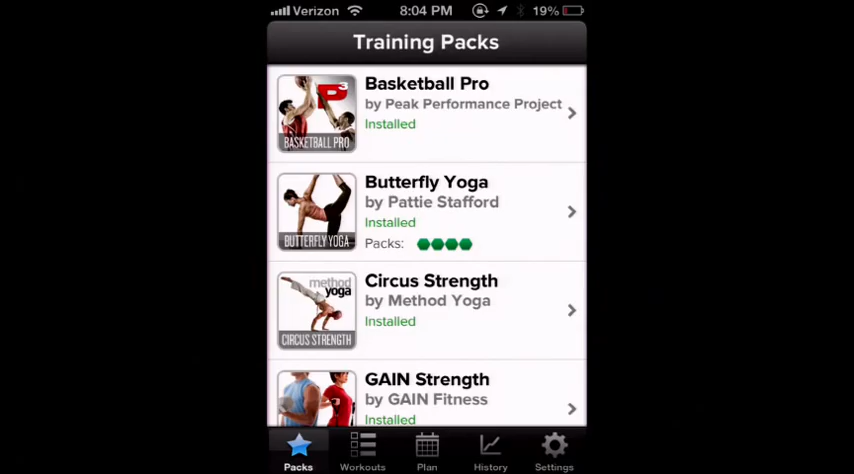 Verizon 8:04 PM 19%
Training Packs
P3
BASKETBALL PRO
Basketball Pro
by Peak Performance Project
Installed
BUTTERFLY YOGA
Butterfly Yoga
by Pattie Stafford
Installed
Packs:
method
yoga
CIRCUS STRENGTH
Circus Strength
by Method Yoga
Installed
GAIN Strength
by GAIN Fitness
Installed
Packs Workouts Plan History Settings